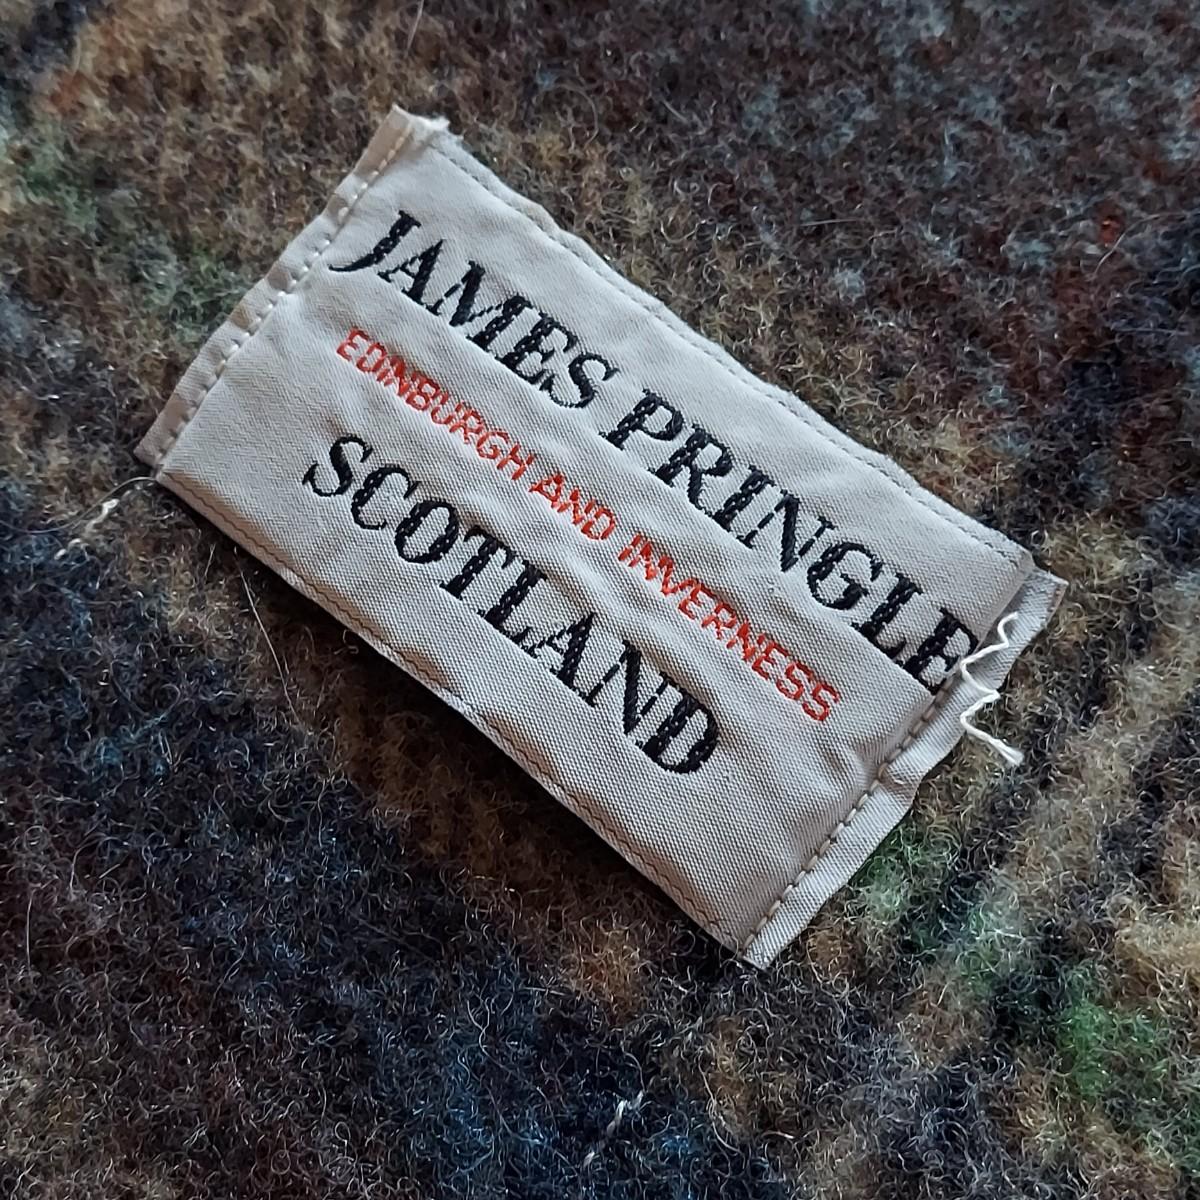 JAMES PRINGLE
EDINBURGH AND INVERNESS
SCOTLAND